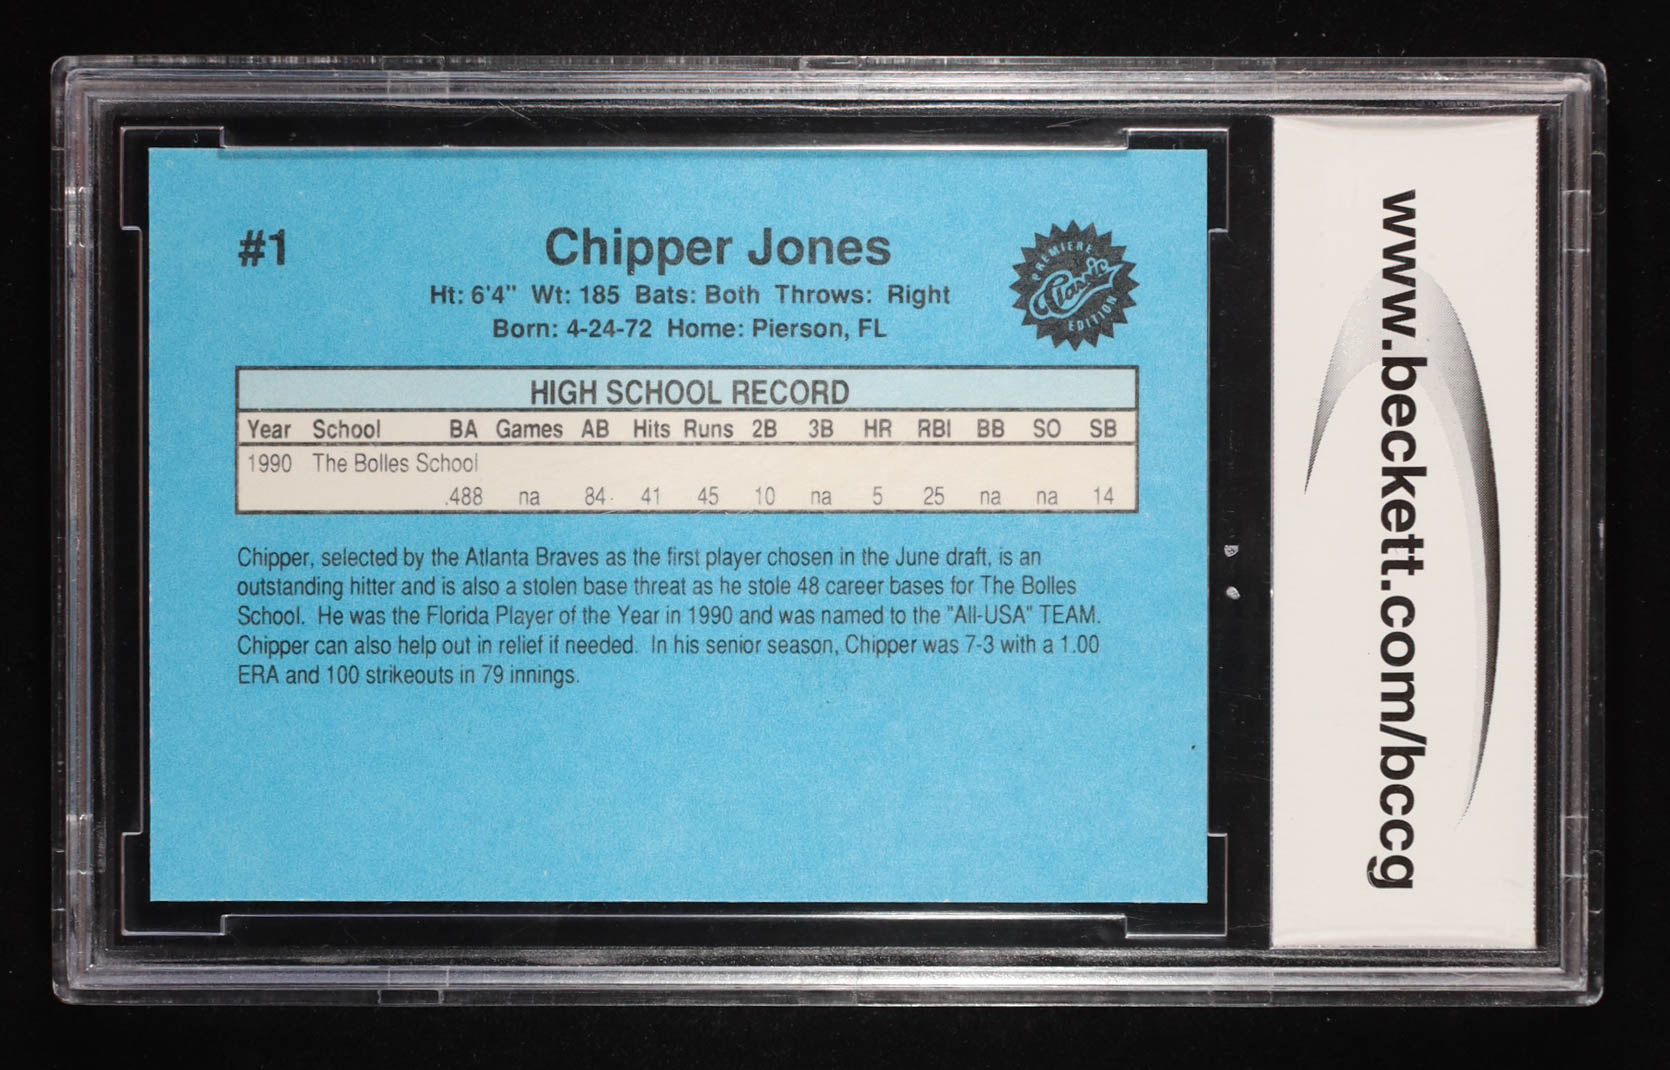 #1
Chipper Jones
Ht: 6'4" Wt: 185 Bats: Both Throws: Right
Born: 4-24-72 Home: Pierson, FL
PREMIERE
Classic
EDITION
HIGH SCHOOL RECORD
Year School BA Games AB Hits Runs 2B 3B HR RBI BB SO SB
1990 The Bolles School
.488 na 84 41 45 10 na 5 25 na na 14
Chipper, selected by the Atlanta Braves as the first player chosen in the June draft, is an
outstanding hitter and is also a stolen base threat as he stole 48 career bases for The Bolles
School. He was the Florida Player of the Year in 1990 and was named to the "All-USA" TEAM.
Chipper can also help out in relief if needed. In his senior season, Chipper was 7-3 with a 1.00
ERA and 100 strikeouts in 79 innings.
www.beckett.com/bccg